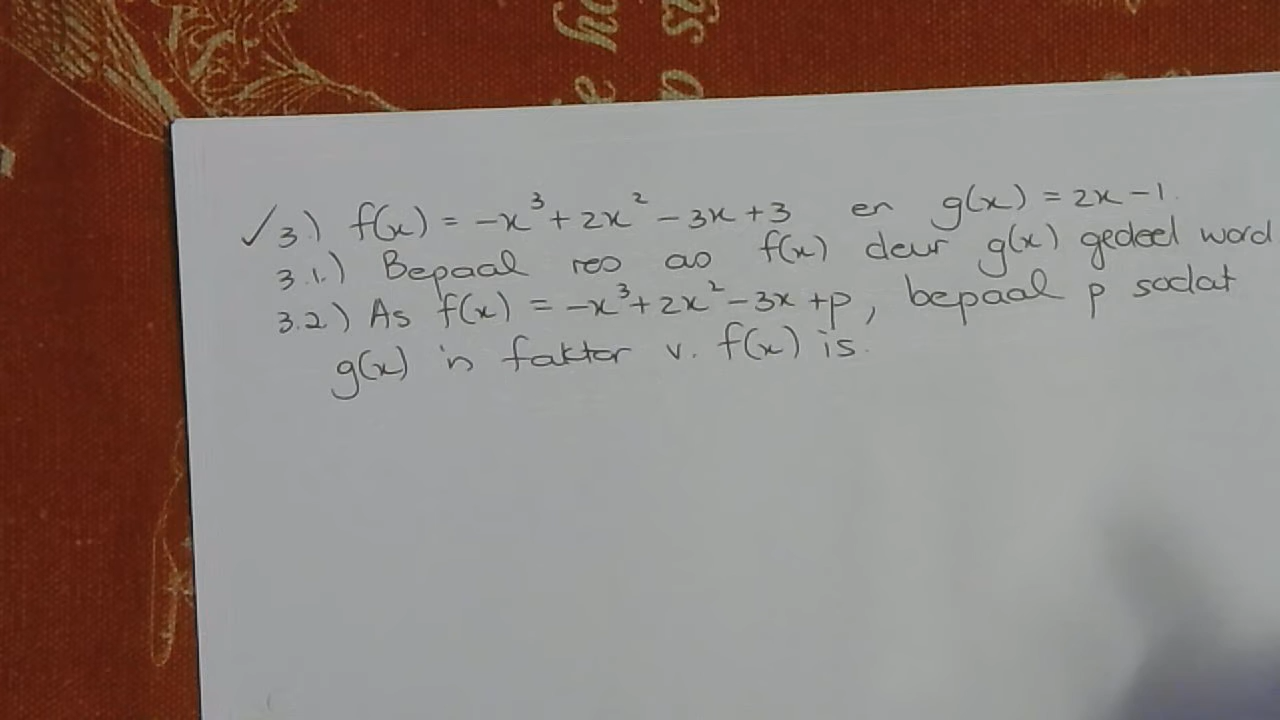 ✓3.) f(x) = -x³ + 2x² - 3x + 3 en g(x) = 2x - 1.
3.1.) Bepaal res as f(x) deur g(x) gedeel word
3.2) As f(x) = -x³ + 2x² - 3x + p, bepaal p sodat
g(x) 'n faktor v. f(x) is.